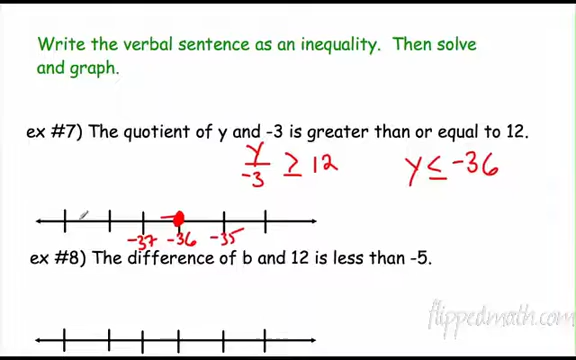 Write the verbal sentence as an inequality. Then solve
and graph.
ex #7) The quotient of y and -3 is greater than or equal to 12.
y/-3 ≥ 12 y ≤ -36
-37 -36 -35
ex #8) The difference of b and 12 is less than -5.
flippedmath.com